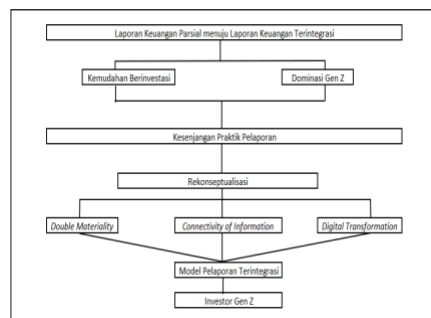 Laporan Keuangan Parsial menuju Laporan Keuangan Terintegrasi
Kemudahan Berinvestasi
Dominasi Gen Z
Kesenjangan Praktik Pelaporan
Rekonseptualisasi
Double Materiality
Connectivity of Information
Digital Transformation
Model Pelaporan Terintegrasi
Investor Gen Z